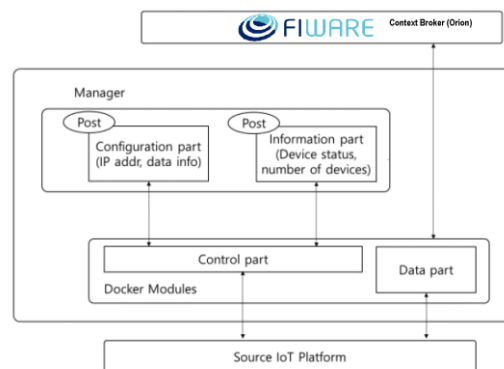 FIWARE Context Broker (Orion)
Manager
Post
Configuration part
(IP addr, data info)
Post
Information part
(Device status,
number of devices)
Control part
Data part
Docker Modules
Source IoT Platform